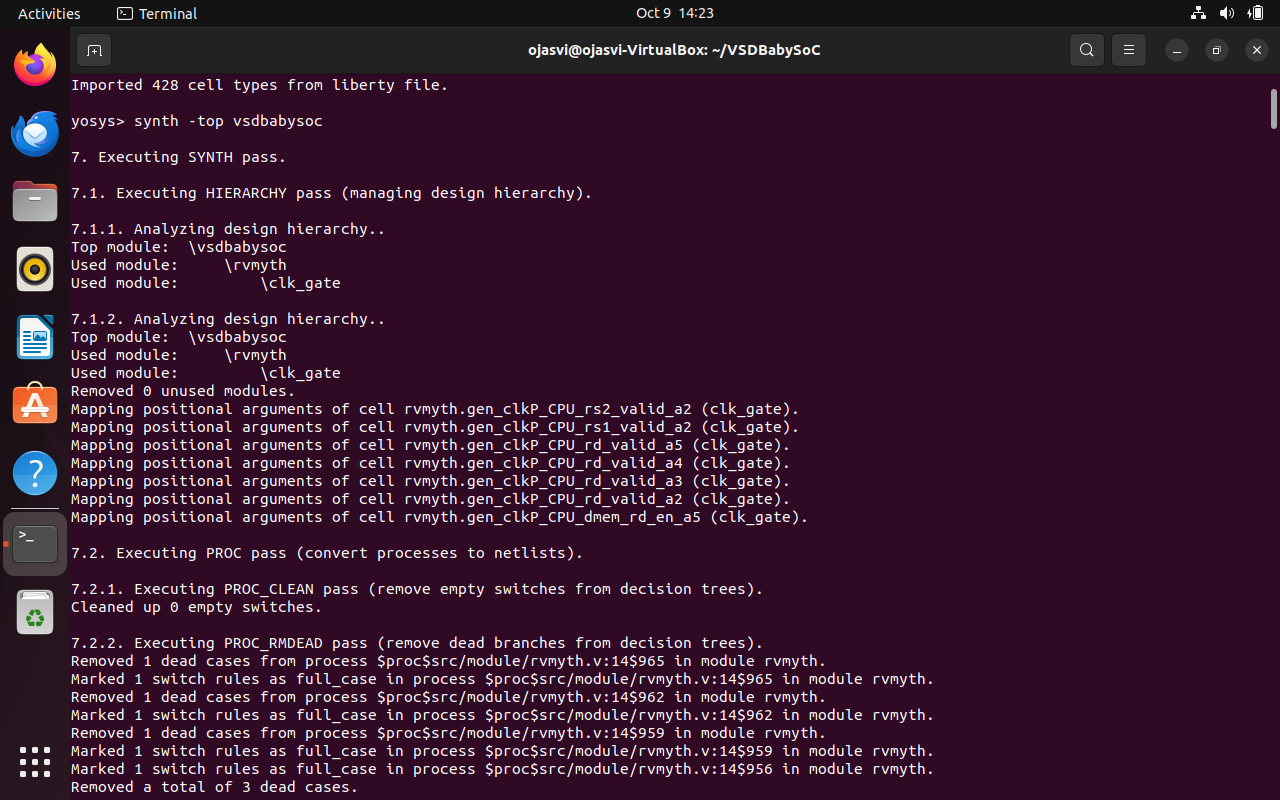 Activities
Terminal
Oct 9 14:23
ojasvi@ojasvi-VirtualBox: ~/VSDBabySoC
Imported 428 cell types from liberty file.
yosys> synth -top vsdbabysoc
7. Executing SYNTH pass.
7.1. Executing HIERARCHY pass (managing design hierarchy).
7.1.1. Analyzing design hierarchy..
Top module:  \vsdbabysoc
Used module:     \rvmyth
Used module:         \clk_gate
7.1.2. Analyzing design hierarchy..
Top module:  \vsdbabysoc
Used module:     \rvmyth
Used module:         \clk_gate
Removed 0 unused modules.
Mapping positional arguments of cell rvmyth.gen_clkP_CPU_rs2_valid_a2 (clk_gate).
Mapping positional arguments of cell rvmyth.gen_clkP_CPU_rs1_valid_a2 (clk_gate).
Mapping positional arguments of cell rvmyth.gen_clkP_CPU_rd_valid_a5 (clk_gate).
Mapping positional arguments of cell rvmyth.gen_clkP_CPU_rd_valid_a4 (clk_gate).
Mapping positional arguments of cell rvmyth.gen_clkP_CPU_rd_valid_a3 (clk_gate).
Mapping positional arguments of cell rvmyth.gen_clkP_CPU_rd_valid_a2 (clk_gate).
Mapping positional arguments of cell rvmyth.gen_clkP_CPU_dmem_rd_en_a5 (clk_gate).
7.2. Executing PROC pass (convert processes to netlists).
7.2.1. Executing PROC_CLEAN pass (remove empty switches from decision trees).
Cleaned up 0 empty switches.
7.2.2. Executing PROC_RMDEAD pass (remove dead branches from decision trees).
Removed 1 dead cases from process $proc$src/module/rvmyth.v:14$965 in module rvmyth.
Marked 1 switch rules as full_case in process $proc$src/module/rvmyth.v:14$965 in module rvmyth.
Removed 1 dead cases from process $proc$src/module/rvmyth.v:14$962 in module rvmyth.
Marked 1 switch rules as full_case in process $proc$src/module/rvmyth.v:14$962 in module rvmyth.
Removed 1 dead cases from process $proc$src/module/rvmyth.v:14$959 in module rvmyth.
Marked 1 switch rules as full_case in process $proc$src/module/rvmyth.v:14$959 in module rvmyth.
Marked 1 switch rules as full_case in process $proc$src/module/rvmyth.v:14$956 in module rvmyth.
Removed a total of 3 dead cases.